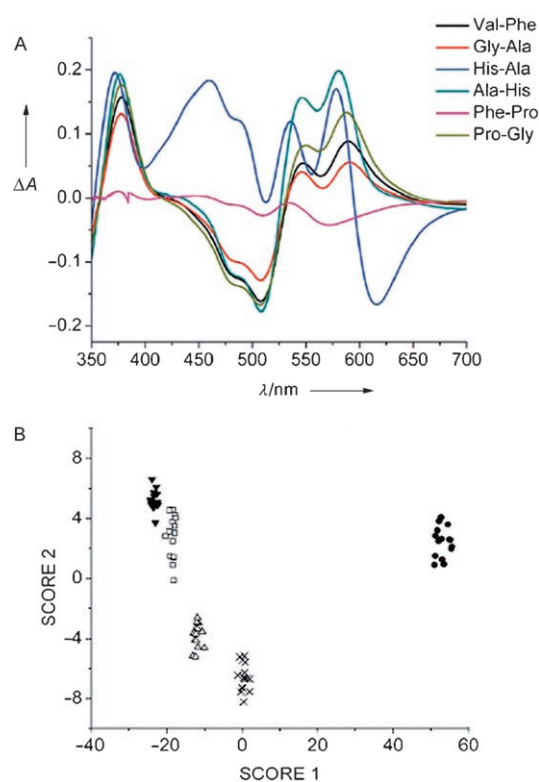 A
Val-Phe
Gly-Ala
His-Ala
Ala-His
Phe-Pro
Pro-Gly
0.2
0.1
0.0
−0.1
−0.2
ΔA
350 400 450 500 550 600 650 700
λ/nm
B
8
4
0
−4
−8
SCORE 2
−40 −20 0 20 40 60
SCORE 1